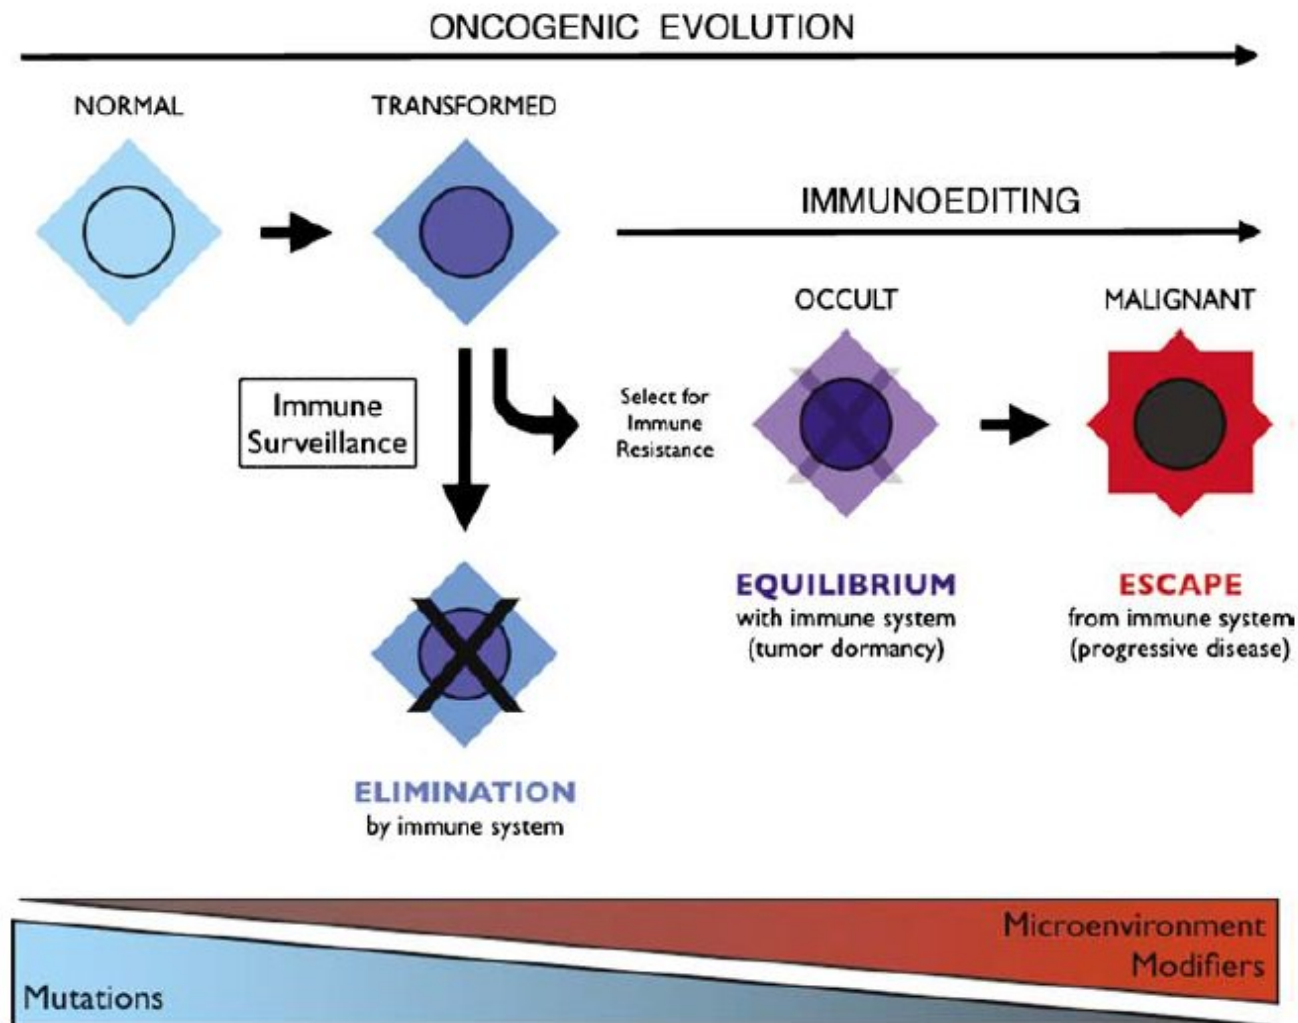 ONCOGENIC EVOLUTION
NORMAL
TRANSFORMED
IMMUNOEDITING
OCCULT
MALIGNANT
Immune
Surveillance
Select for
Immune
Resistance
EQUILIBRIUM
with immune system
(tumor dormancy)
ESCAPE
from immune system
(progressive disease)
ELIMINATION
by immune system
Microenvironment
Modifiers
Mutations